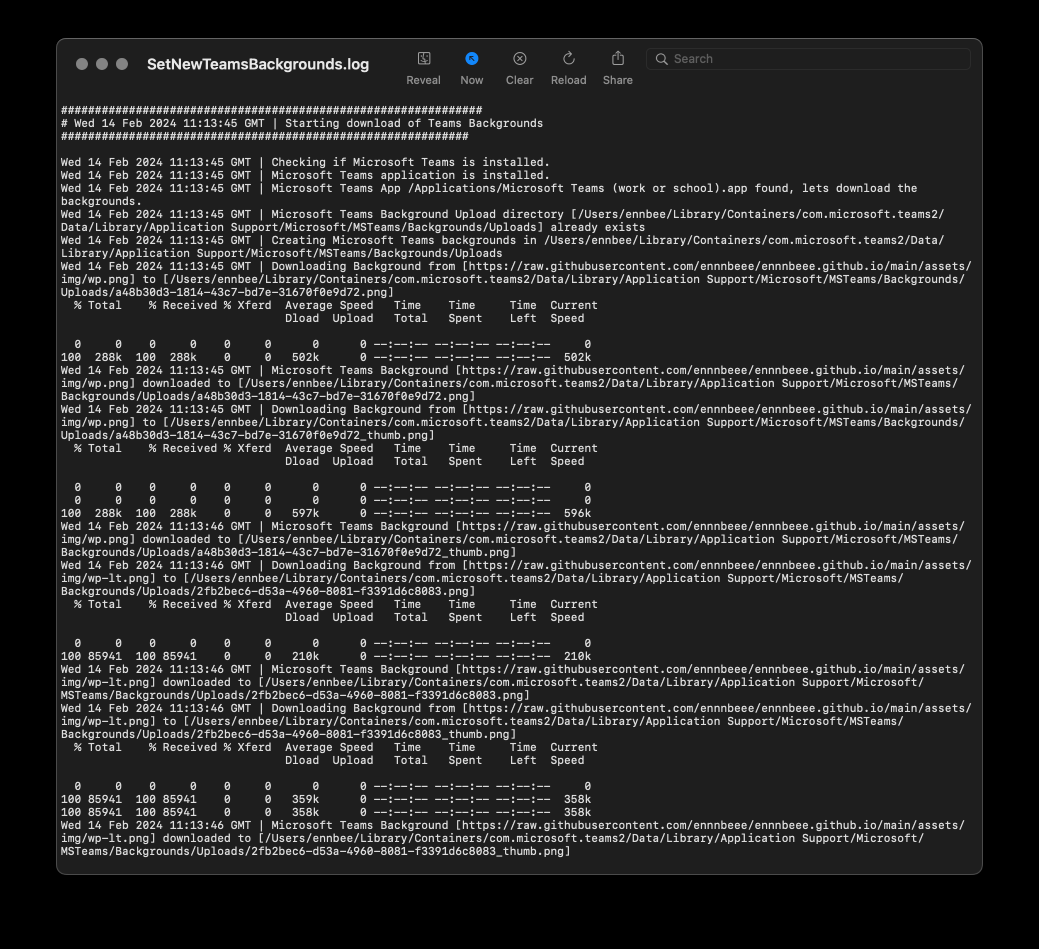 SetNewTeamsBackgrounds.log
Reveal Now Clear Reload Share
Search
##############################################################
# Wed 14 Feb 2024 11:13:45 GMT | Starting download of Teams Backgrounds
############################################################
Wed 14 Feb 2024 11:13:45 GMT | Checking if Microsoft Teams is installed.
Wed 14 Feb 2024 11:13:45 GMT | Microsoft Teams application is installed.
Wed 14 Feb 2024 11:13:45 GMT | Microsoft Teams App /Applications/Microsoft Teams (work or school).app found, lets download the
backgrounds.
Wed 14 Feb 2024 11:13:45 GMT | Microsoft Teams Background Upload directory [/Users/ennbee/Library/Containers/com.microsoft.teams2/
Data/Library/Application Support/Microsoft/MSTeams/Backgrounds/Uploads] already exists
Wed 14 Feb 2024 11:13:45 GMT | Creating Microsoft Teams backgrounds in /Users/ennbee/Library/Containers/com.microsoft.teams2/Data/
Library/Application Support/Microsoft/MSTeams/Backgrounds/Uploads
Wed 14 Feb 2024 11:13:45 GMT | Downloading Background from [https://raw.githubusercontent.com/ennnbeee/ennnbeee.github.io/main/assets/
img/wp.png] to [/Users/ennbee/Library/Containers/com.microsoft.teams2/Data/Library/Application Support/Microsoft/MSTeams/Backgrounds/
Uploads/a48b30d3-1814-43c7-bd7e-31670f0e9d72.png]
% Total % Received % Xferd Average Speed Time Time Time Current
Dload Upload Total Spent Left Speed
0 0 0 0 0 0 0 0 --:--:-- --:--:-- --:--:-- 0
100 288k 100 288k 0 0 502k 0 --:--:-- --:--:-- --:--:-- 502k
Wed 14 Feb 2024 11:13:45 GMT | Microsoft Teams Background [https://raw.githubusercontent.com/ennnbeee/ennnbeee.github.io/main/assets/
img/wp.png] downloaded to [/Users/ennbee/Library/Containers/com.microsoft.teams2/Data/Library/Application Support/Microsoft/MSTeams/
Backgrounds/Uploads/a48b30d3-1814-43c7-bd7e-31670f0e9d72.png]
Wed 14 Feb 2024 11:13:45 GMT | Downloading Background from [https://raw.githubusercontent.com/ennnbeee/ennnbeee.github.io/main/assets/
img/wp.png] to [/Users/ennbee/Library/Containers/com.microsoft.teams2/Data/Library/Application Support/Microsoft/MSTeams/Backgrounds/
Uploads/a48b30d3-1814-43c7-bd7e-31670f0e9d72_thumb.png]
% Total % Received % Xferd Average Speed Time Time Time Current
Dload Upload Total Spent Left Speed
0 0 0 0 0 0 0 0 --:--:-- --:--:-- --:--:-- 0
0 0 0 0 0 0 0 0 --:--:-- --:--:-- --:--:-- 0
100 288k 100 288k 0 0 597k 0 --:--:-- --:--:-- --:--:-- 596k
Wed 14 Feb 2024 11:13:46 GMT | Microsoft Teams Background [https://raw.githubusercontent.com/ennnbeee/ennnbeee.github.io/main/assets/
img/wp.png] downloaded to [/Users/ennbee/Library/Containers/com.microsoft.teams2/Data/Library/Application Support/Microsoft/MSTeams/
Backgrounds/Uploads/a48b30d3-1814-43c7-bd7e-31670f0e9d72_thumb.png]
Wed 14 Feb 2024 11:13:46 GMT | Downloading Background from [https://raw.githubusercontent.com/ennnbeee/ennnbeee.github.io/main/assets/
img/wp-lt.png] to [/Users/ennbee/Library/Containers/com.microsoft.teams2/Data/Library/Application Support/Microsoft/MSTeams/
Backgrounds/Uploads/2fb2bec6-d53a-4960-8081-f3391d6c8083.png]
% Total % Received % Xferd Average Speed Time Time Time Current
Dload Upload Total Spent Left Speed
0 0 0 0 0 0 0 0 --:--:-- --:--:-- --:--:-- 0
100 85941 100 85941 0 0 210k 0 --:--:-- --:--:-- --:--:-- 210k
Wed 14 Feb 2024 11:13:46 GMT | Microsoft Teams Background [https://raw.githubusercontent.com/ennnbeee/ennnbeee.github.io/main/assets/
img/wp-lt.png] downloaded to [/Users/ennbee/Library/Containers/com.microsoft.teams2/Data/Library/Application Support/Microsoft/
MSTeams/Backgrounds/Uploads/2fb2bec6-d53a-4960-8081-f3391d6c8083.png]
Wed 14 Feb 2024 11:13:46 GMT | Downloading Background from [https://raw.githubusercontent.com/ennnbeee/ennnbeee.github.io/main/assets/
img/wp-lt.png] to [/Users/ennbee/Library/Containers/com.microsoft.teams2/Data/Library/Application Support/Microsoft/MSTeams/
Backgrounds/Uploads/2fb2bec6-d53a-4960-8081-f3391d6c8083_thumb.png]
% Total % Received % Xferd Average Speed Time Time Time Current
Dload Upload Total Spent Left Speed
0 0 0 0 0 0 0 0 --:--:-- --:--:-- --:--:-- 0
100 85941 100 85941 0 0 359k 0 --:--:-- --:--:-- --:--:-- 358k
100 85941 100 85941 0 0 358k 0 --:--:-- --:--:-- --:--:-- 358k
Wed 14 Feb 2024 11:13:46 GMT | Microsoft Teams Background [https://raw.githubusercontent.com/ennnbeee/ennnbeee.github.io/main/assets/
img/wp-lt.png] downloaded to [/Users/ennbee/Library/Containers/com.microsoft.teams2/Data/Library/Application Support/Microsoft/
MSTeams/Backgrounds/Uploads/2fb2bec6-d53a-4960-8081-f3391d6c8083_thumb.png]